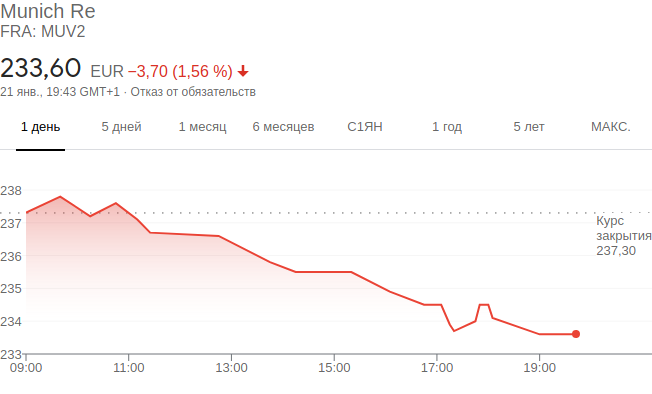 Munich Re
FRA: MUV2
233,60 EUR −3,70 (1,56 %)
21 янв., 19:43 GMT+1 · Отказ от обязательств
1 день 5 дней 1 месяц 6 месяцев С1ЯН 1 год 5 лет МАКС.
238
237
236
235
234
233
Курс
закрытия
237,30
09:00 11:00 13:00 15:00 17:00 19:00